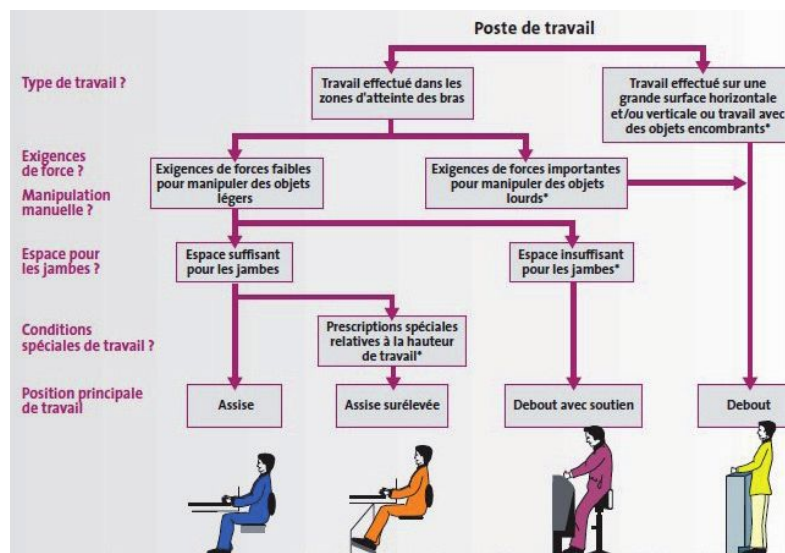 Poste de travail
Type de travail ?
Travail effectué dans les
zones d'atteinte des bras
Travail effectué sur une
grande surface horizontale
et/ou verticale ou travail avec
des objets encombrants*
Exigences
de force ?
Manipulation
manuelle ?
Exigences de forces faibles
pour manipuler des objets
légers
Exigences de forces importantes
pour manipuler des objets
lourds*
Espace pour
les jambes ?
Espace suffisant
pour les jambes
Espace insuffisant
pour les jambes*
Conditions
spéciales de travail ?
Prescriptions spéciales
relatives à la hauteur
de travail*
Position principale
de travail
Assise
Assise surélevée
Debout avec soutien
Debout